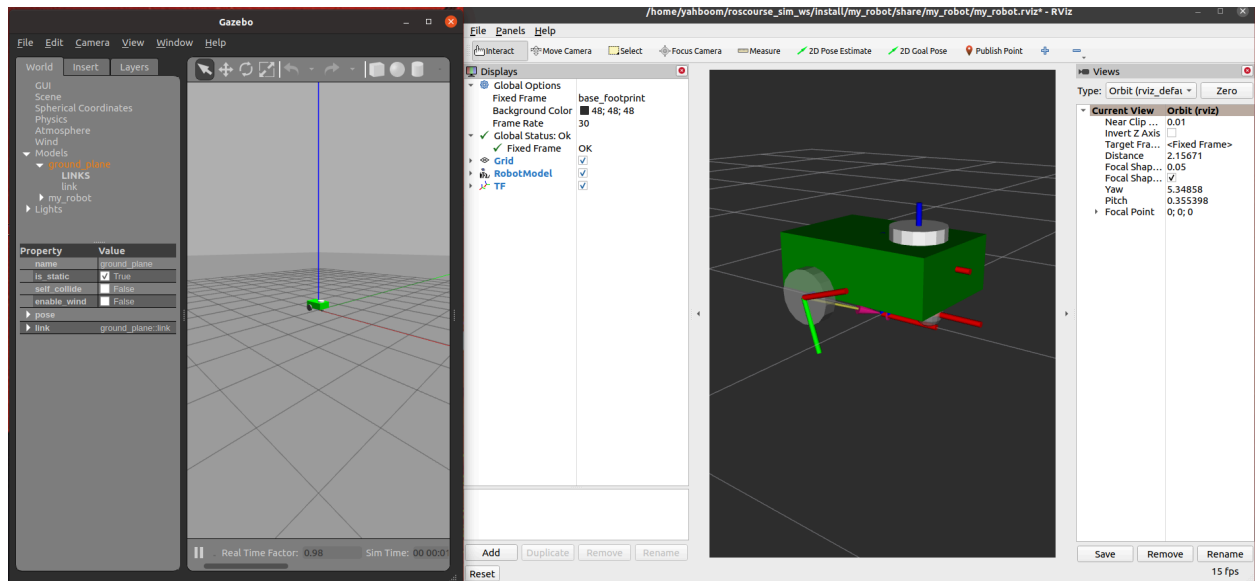 Gazebo
File Edit Camera View Window Help
World Insert Layers
GUI
Scene
Spherical Coordinates
Physics
Atmosphere
Wind
Models
ground_plane
LINKS
link
my_robot
Lights
Property Value
name ground_plane
is_static True
self_collide False
enable_wind False
pose
link ground_plane::link
Real Time Factor: 0.98 Sim Time: 00 00:01
/home/yahboom/roscourse_sim_ws/install/my_robot/share/my_robot/my_robot.rviz* - RViz
File Panels Help
Interact Move Camera Select Focus Camera Measure 2D Pose Estimate 2D Goal Pose Publish Point
Displays
Global Options
Fixed Frame base_footprint
Background Color 48; 48; 48
Frame Rate 30
Global Status: Ok
Fixed Frame OK
Grid
RobotModel
TF
Add Duplicate Remove Rename
Reset
Views
Type: Orbit (rviz_defau Zero
Current View Orbit (rviz)
Near Clip ... 0.01
Invert Z Axis
Target Fra... <Fixed Frame>
Distance 2.15671
Focal Shap... 0.05
Focal Shap...
Yaw 5.34858
Pitch 0.355398
Focal Point 0; 0; 0
Save Remove Rename
15 fps